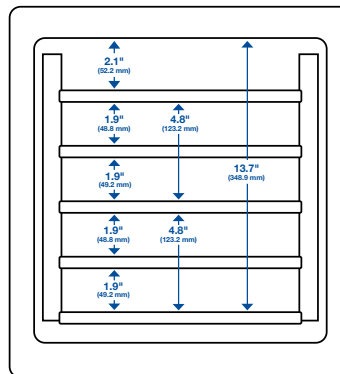 2.1"
(52.2 mm)
1.9"
(48.8 mm)
4.8"
(123.2 mm)
13.7"
(348.9 mm)
1.9"
(49.2 mm)
1.9"
(48.8 mm)
4.8"
(123.2 mm)
1.9"
(49.2 mm)